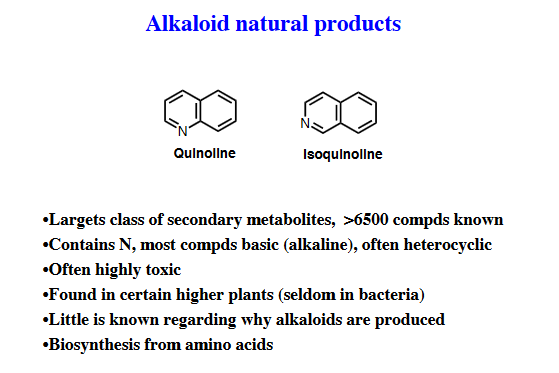 Alkaloid natural products
N
N
Quinoline
Isoquinoline
•Largets class of secondary metabolites, >6500 compds known
•Contains N, most compds basic (alkaline), often heterocyclic
•Often highly toxic
•Found in certain higher plants (seldom in bacteria)
•Little is known regarding why alkaloids are produced
•Biosynthesis from amino acids